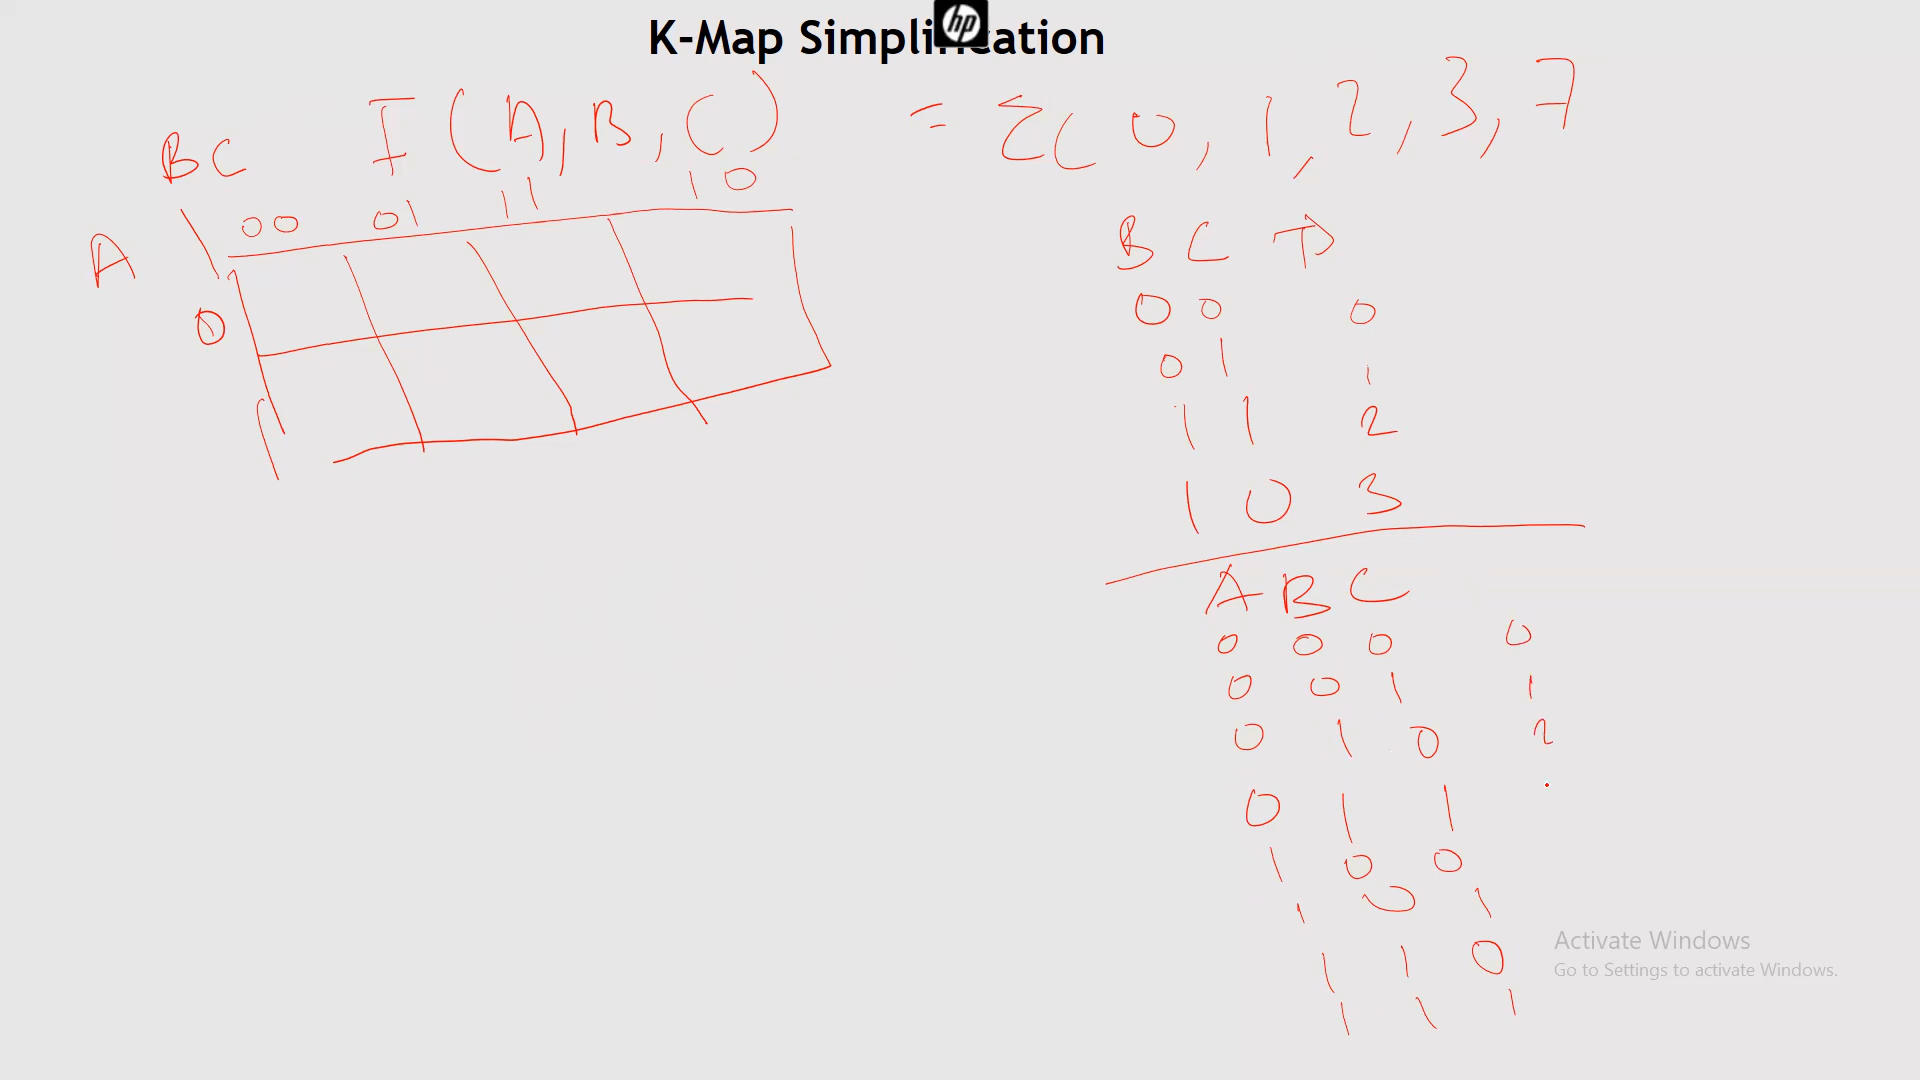 K-Map Simplification
hp
F(A, B, C) = Σ( 0, 1, 2, 3, 7
BC
00 01 11 10
A
0
1
B C D
0 0 0
0 1 1
1 1 2
1 0 3
A B C
0 0 0 0
0 0 1 1
0 1 0 2
0 1 1
1 0 0
1 0 1
1 1 0
1 1 1
Activate Windows
Go to Settings to activate Windows.